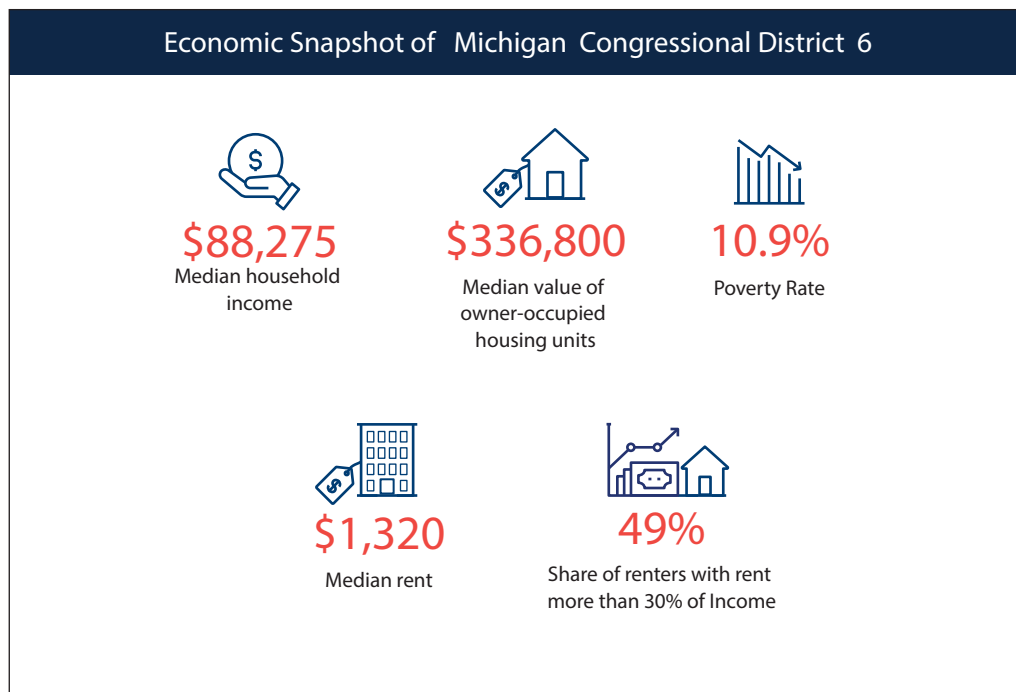 Economic Snapshot of Michigan Congressional District 6
$
$88,275
Median household
income
$
$336,800
Median value of
owner-occupied
housing units
10.9%
Poverty Rate
$
$1,320
Median rent
49%
Share of renters with rent
more than 30% of Income